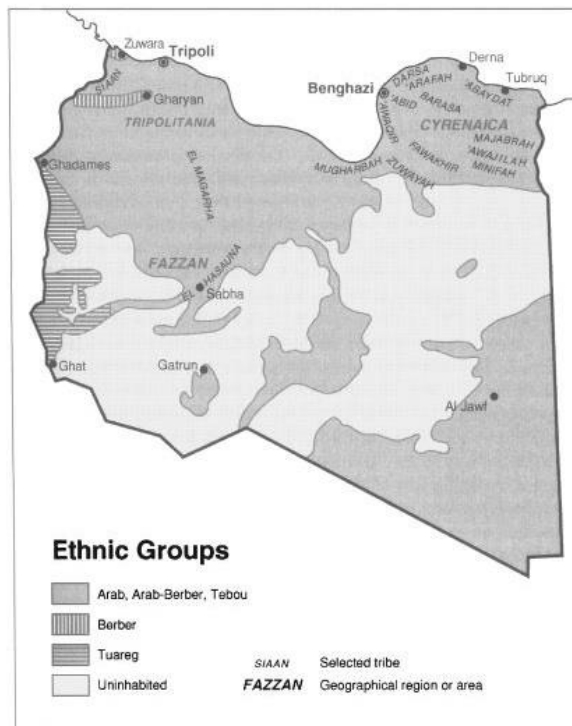 Zuwara
Tripoli
SIAAN
Gharyan
TRIPOLITANIA
Ghadames
EL MAGARHA
FAZZAN
EL HASAUNA
Sabha
Ghat
Gatrun
Derna
Tubruq
Benghazi
DARSA
'ARAFAH
'ABID
'AGAYDAT
BARASA
'AWAQIR
CYRENAICA
MAJABRAH
'AWAJILAH
MINIFAH
FAWAKHIR
MUGHARBAH
ZUWAYAH
Al Jawf
Ethnic Groups
Arab, Arab-Berber, Tebou
Berber
Tuareg
Uninhabited
SIAAN Selected tribe
FAZZAN Geographical region or area